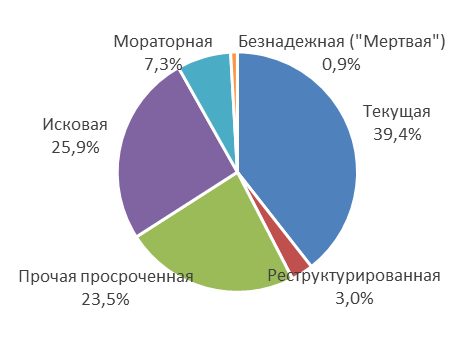 Мораторная
7,3%
Безнадежная ("Мертвая")
0,9%
Текущая
39,4%
Исковая
25,9%
Прочая просроченная
23,5%
Реструктурированная
3,0%